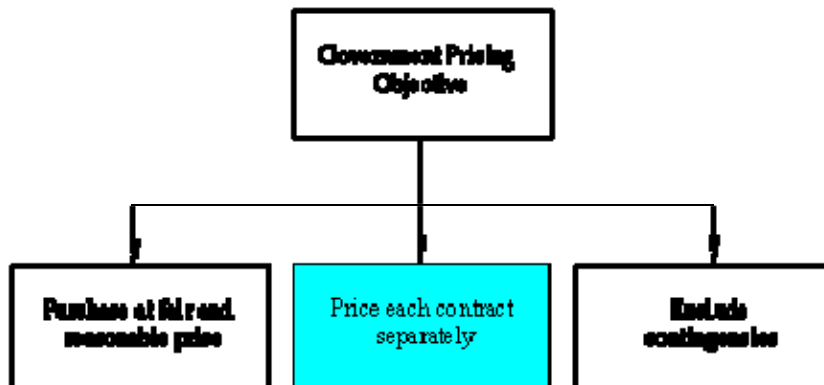 Government Pricing
Objective
Purchase at fair and
reasonable price
Price each contract
separately
Exclude
contingencies